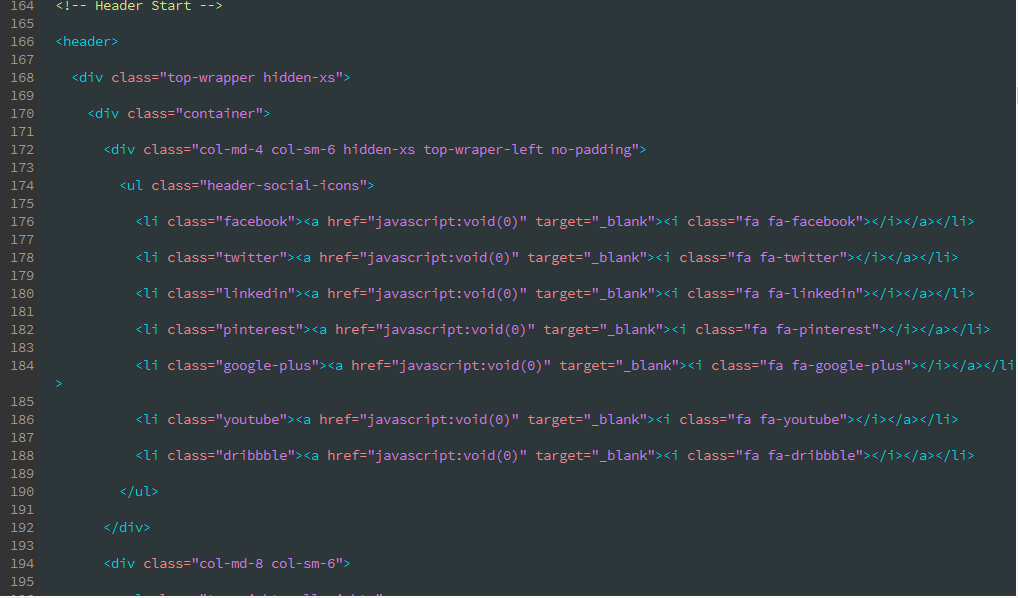 164 <!-- Header Start -->
165
166 <header>
167
168 <div class="top-wrapper hidden-xs">
169
170 <div class="container">
171
172 <div class="col-md-4 col-sm-6 hidden-xs top-wraper-left no-padding">
173
174 <ul class="header-social-icons">
175
176 <li class="facebook"><a href="javascript:void(0)" target="_blank"><i class="fa fa-facebook"></i></a></li>
177
178 <li class="twitter"><a href="javascript:void(0)" target="_blank"><i class="fa fa-twitter"></i></a></li>
179
180 <li class="linkedin"><a href="javascript:void(0)" target="_blank"><i class="fa fa-linkedin"></i></a></li>
181
182 <li class="pinterest"><a href="javascript:void(0)" target="_blank"><i class="fa fa-pinterest"></i></a></li>
183
184 <li class="google-plus"><a href="javascript:void(0)" target="_blank"><i class="fa fa-google-plus"></i></a></li
>
185
186 <li class="youtube"><a href="javascript:void(0)" target="_blank"><i class="fa fa-youtube"></i></a></li>
187
188 <li class="dribbble"><a href="javascript:void(0)" target="_blank"><i class="fa fa-dribbble"></i></a></li>
189
190 </ul>
191
192 </div>
193
194 <div class="col-md-8 col-sm-6">
195